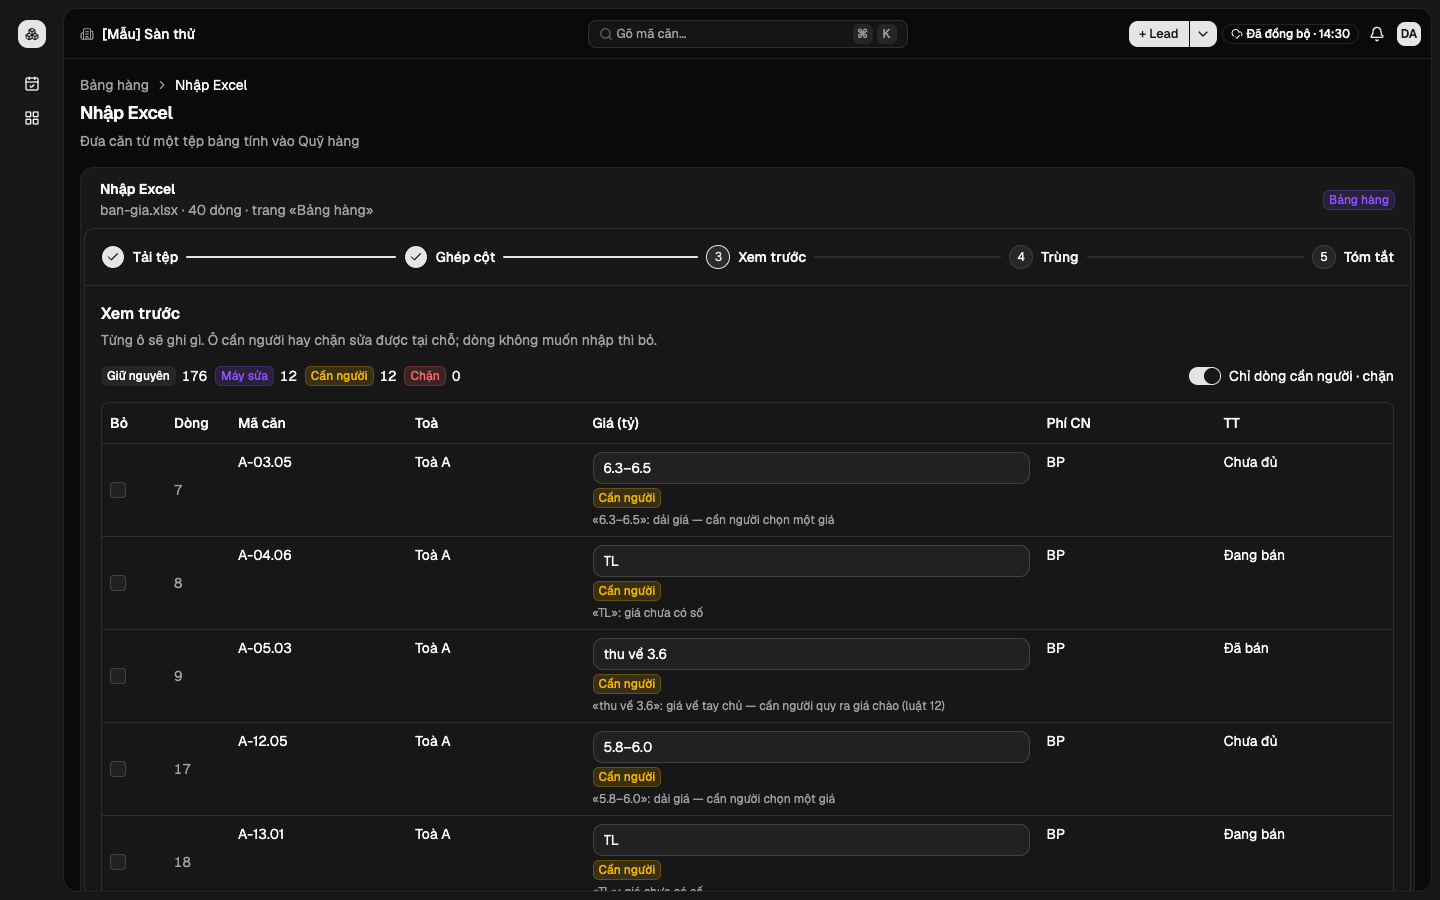 [Mẫu] Sàn thử
Gõ mã căn...
⌘ K
+ Lead
Đã đồng bộ · 14:30
DA
Bảng hàng > Nhập Excel
Nhập Excel
Đưa căn từ một tệp bảng tính vào Quỹ hàng
Nhập Excel
ban-gia.xlsx · 40 dòng · trang «Bảng hàng»
Bảng hàng
Tải tệp
Ghép cột
3 Xem trước
4 Trùng
5 Tóm tắt
Xem trước
Từng ô sẽ ghi gì. Ô cần người hay chặn sửa được tại chỗ; dòng không muốn nhập thì bỏ.
Giữ nguyên 176 Máy sửa 12 Cần người 12 Chặn 0
Chỉ dòng cần người · chặn
Bỏ Dòng Mã căn Toà Giá (tỷ) Phí CN TT
7 A-03.05 Toà A 6.3–6.5 BP Chưa đủ
Cần người
«6.3–6.5»: dải giá — cần người chọn một giá
8 A-04.06 Toà A TL BP Đang bán
Cần người
«TL»: giá chưa có số
9 A-05.03 Toà A thu về 3.6 BP Đã bán
Cần người
«thu về 3.6»: giá về tay chủ — cần người quy ra giá chào (luật 12)
17 A-12.05 Toà A 5.8–6.0 BP Chưa đủ
Cần người
«5.8–6.0»: dải giá — cần người chọn một giá
18 A-13.01 Toà A TL BP Đang bán
Cần người